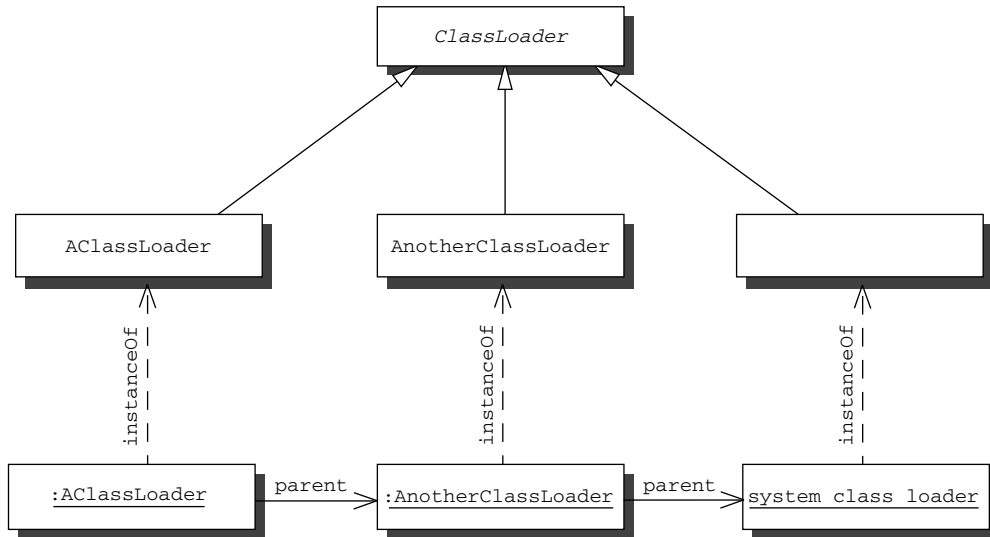 ClassLoader
AClassLoader
AnotherClassLoader
instanceOf
instanceOf
instanceOf
:AClassLoader
parent
:AnotherClassLoader
parent
system class loader